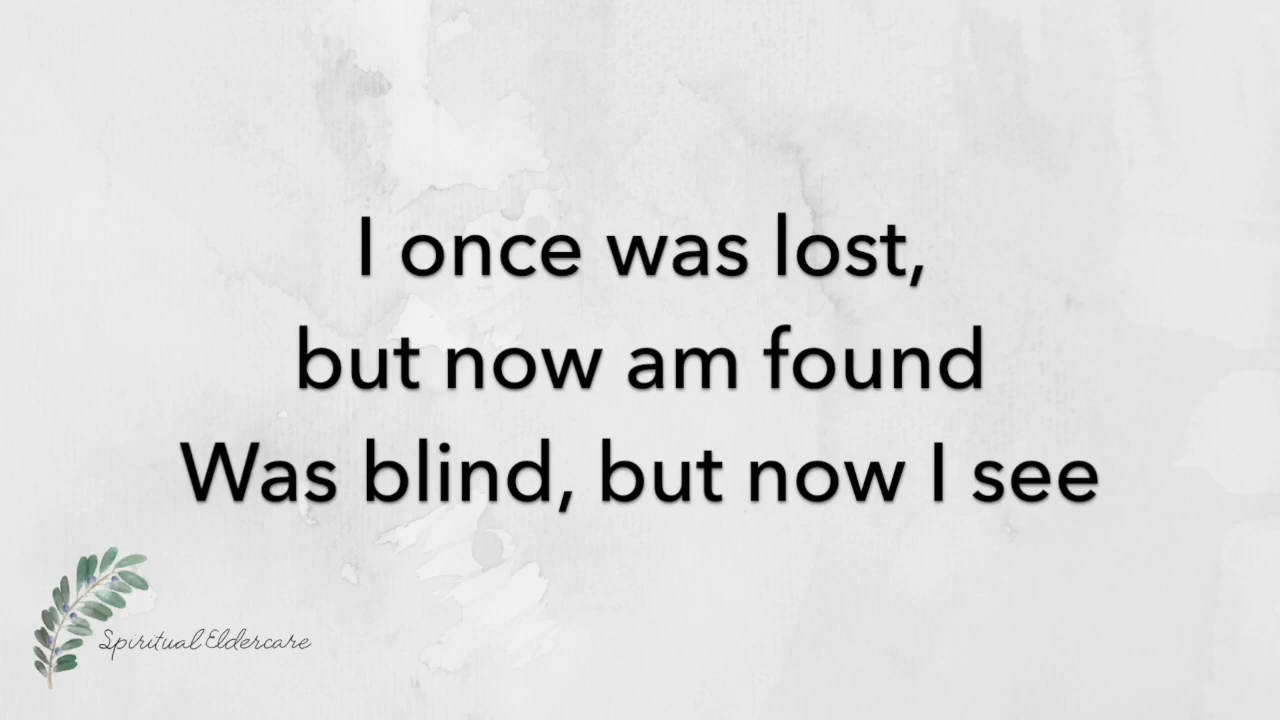 I once was lost,
but now am found
Was blind, but now I see
Spiritual Eldercare